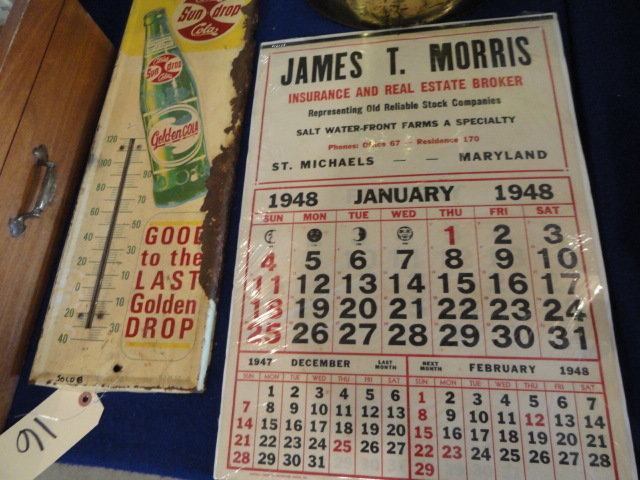 Sun drop
Cola
Sun drop
Golden Cola
GOOD
to the
LAST
Golden
DROP
120
100
80
60
40
20
0
20
40
30
SOLD 8
16
JAMES T. MORRIS
INSURANCE AND REAL ESTATE BROKER
Representing Old Reliable Stock Companies
SALT WATER-FRONT FARMS A SPECIALTY
Phones: Office 67 - Residence 170
ST. MICHAELS — — MARYLAND
1948 JANUARY 1948
SUN MON TUE WED THU FRI SAT
1 2 3
4 5 6 7 8 9 10
11 12 13 14 15 16 17
18 19 20 21 22 23 24
25 26 27 28 29 30 31
1947 DECEMBER LAST MONTH
SUN MON TUE WED THU FRI SAT
1 2 3 4 5 6
7 8 9 10 11 12 13
14 15 16 17 18 19 20
21 22 23 24 25 26 27
28 29 30 31
NEXT MONTH FEBRUARY 1948
SUN MON TUE WED THU FRI SAT
1 2 3 4 5 6 7
8 9 10 11 12 13 14
15 16 17 18 19 20 21
22 23 24 25 26 27 28
29